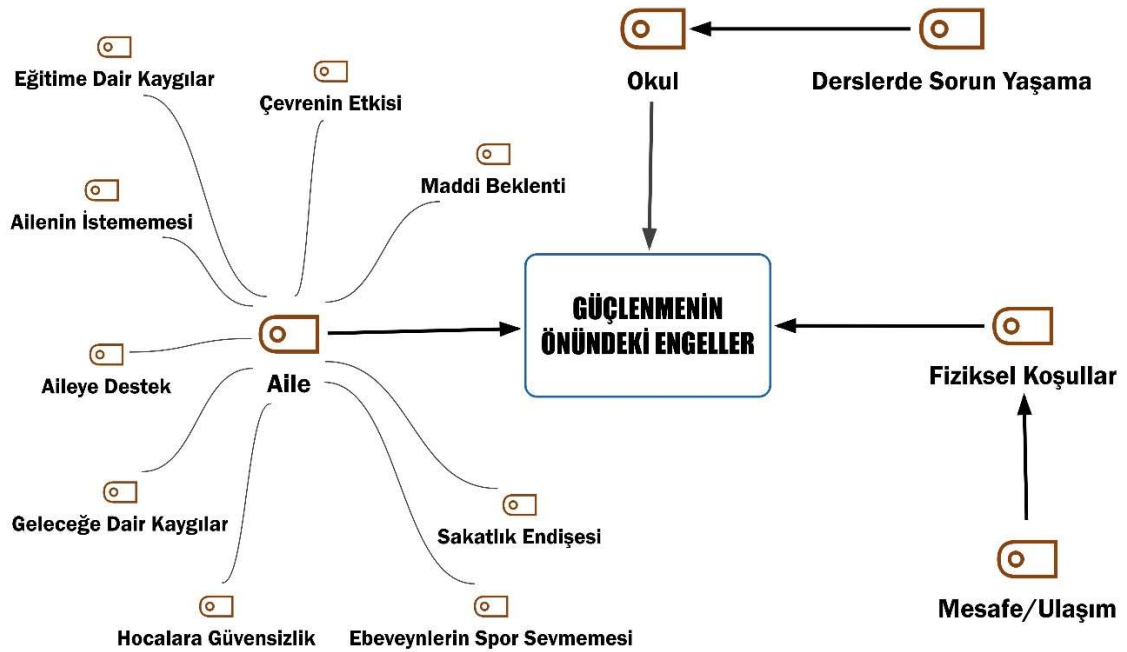 Okul
Derslerde Sorun Yaşama
Eğitime Dair Kaygılar
Çevrenin Etkisi
Maddi Beklenti
Ailenin İstememesi
GÜÇLENMENİN
ÖNÜNDEKİ ENGELLER
Aileye Destek
Aile
Fiziksel Koşullar
Geleceğe Dair Kaygılar
Sakatlık Endişesi
Mesafe/Ulaşım
Hocalara Güvensizlik
Ebeveynlerin Spor Sevmemesi